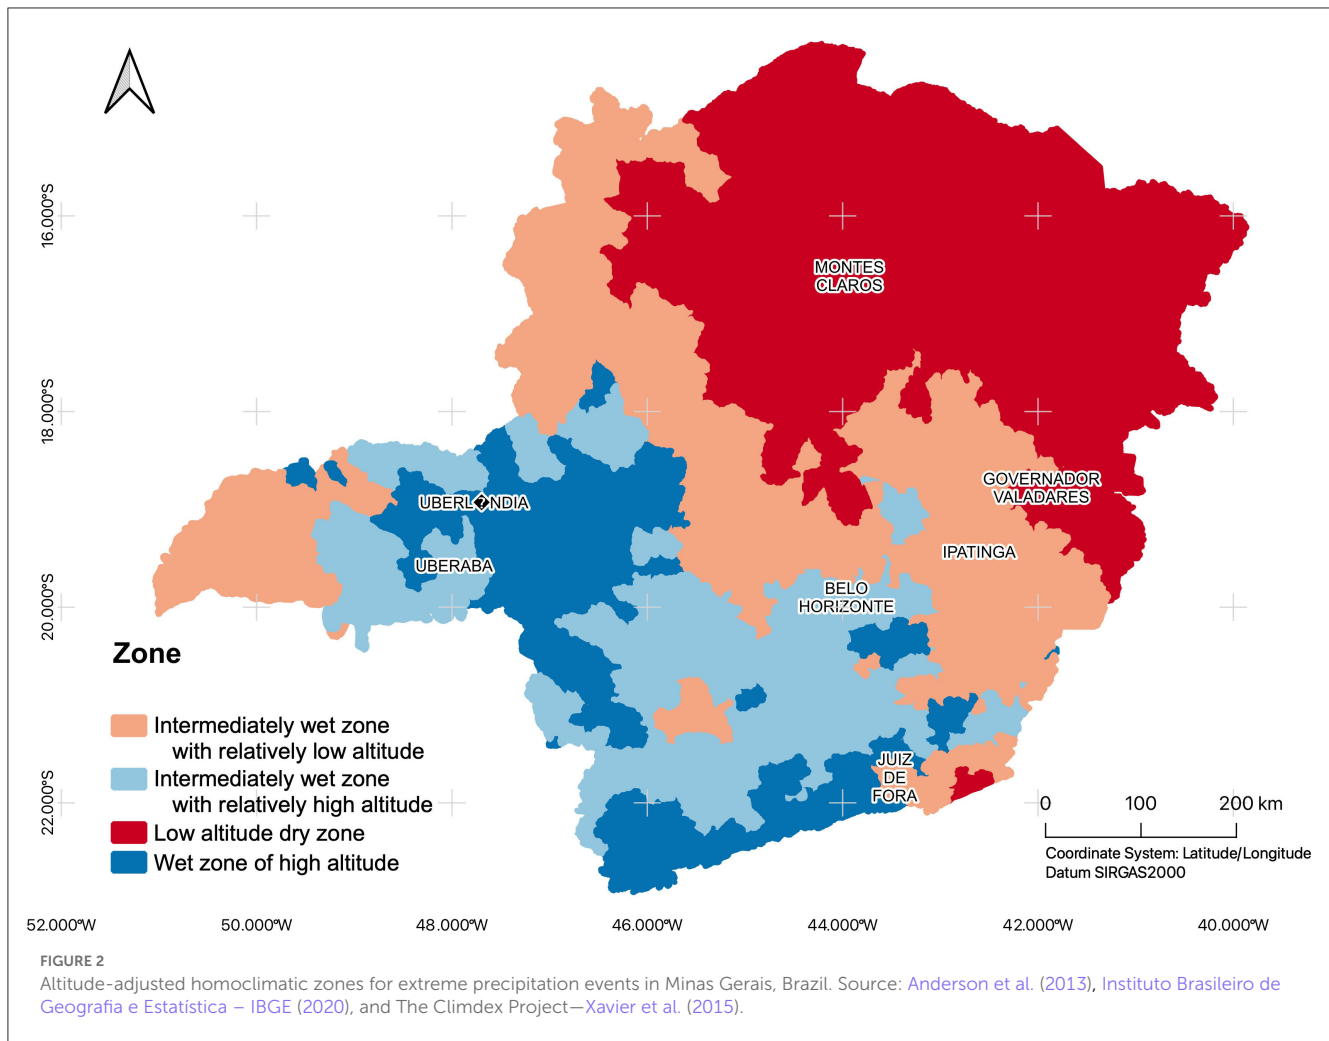 16.000°S
18.000°S
20.000°S
22.000°S
MONTES
CLAROS
GOVERNADOR
VALADARES
UBERL�NDIA
IPATINGA
UBERABA
BELO
HORIZONTE
JUIZ
DE
FORA
Zone
Intermediately wet zone
with relatively low altitude
Intermediately wet zone
with relatively high altitude
Low altitude dry zone
Wet zone of high altitude
0 100 200 km
Coordinate System: Latitude/Longitude
Datum SIRGAS2000
52.000°W 50.000°W 48.000°W 46.000°W 44.000°W 42.000°W 40.000°W
FIGURE 2
Altitude-adjusted homoclimatic zones for extreme precipitation events in Minas Gerais, Brazil. Source: Anderson et al. (2013), Instituto Brasileiro de
Geografia e Estatística – IBGE (2020), and The Climdex Project—Xavier et al. (2015).